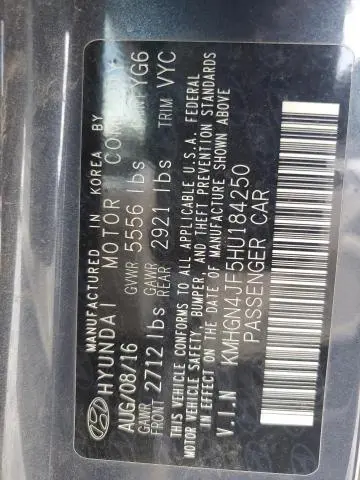 MANUFACTURED IN KOREA BY
HYUNDAI MOTOR COMPANY
AUG/08/16 GVWR 5556 lbs PAINT YG6
GAWR FRONT 2712 lbs GAWR REAR 2921 lbs TRIM VYC
THIS VEHICLE CONFORMS TO ALL APPLICABLE U.S.A. FEDERAL
MOTOR VEHICLE SAFETY, BUMPER, AND THEFT PREVENTION STANDARDS
IN EFFECT ON THE DATE OF MANUFACTURE SHOWN ABOVE
V.I.N KMHGN4JF5HU184250
PASSENGER CAR